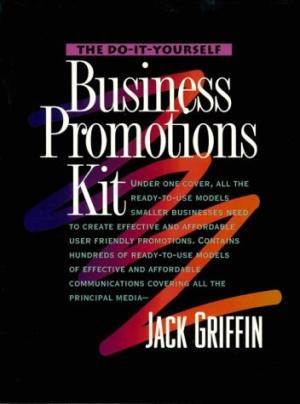 THE DO-IT-YOURSELF
Business
Promotions
Kit
UNDER ONE COVER, ALL THE
READY-TO-USE MODELS
SMALLER BUSINESSES NEED
TO CREATE EFFECTIVE AND AFFORDABLE
USER FRIENDLY PROMOTIONS. CONTAINS
HUNDREDS OF READY-TO-USE MODELS
OF EFFECTIVE AND AFFORDABLE
COMMUNICATIONS COVERING ALL THE
PRINCIPAL MEDIA—
JACK GRIFFIN